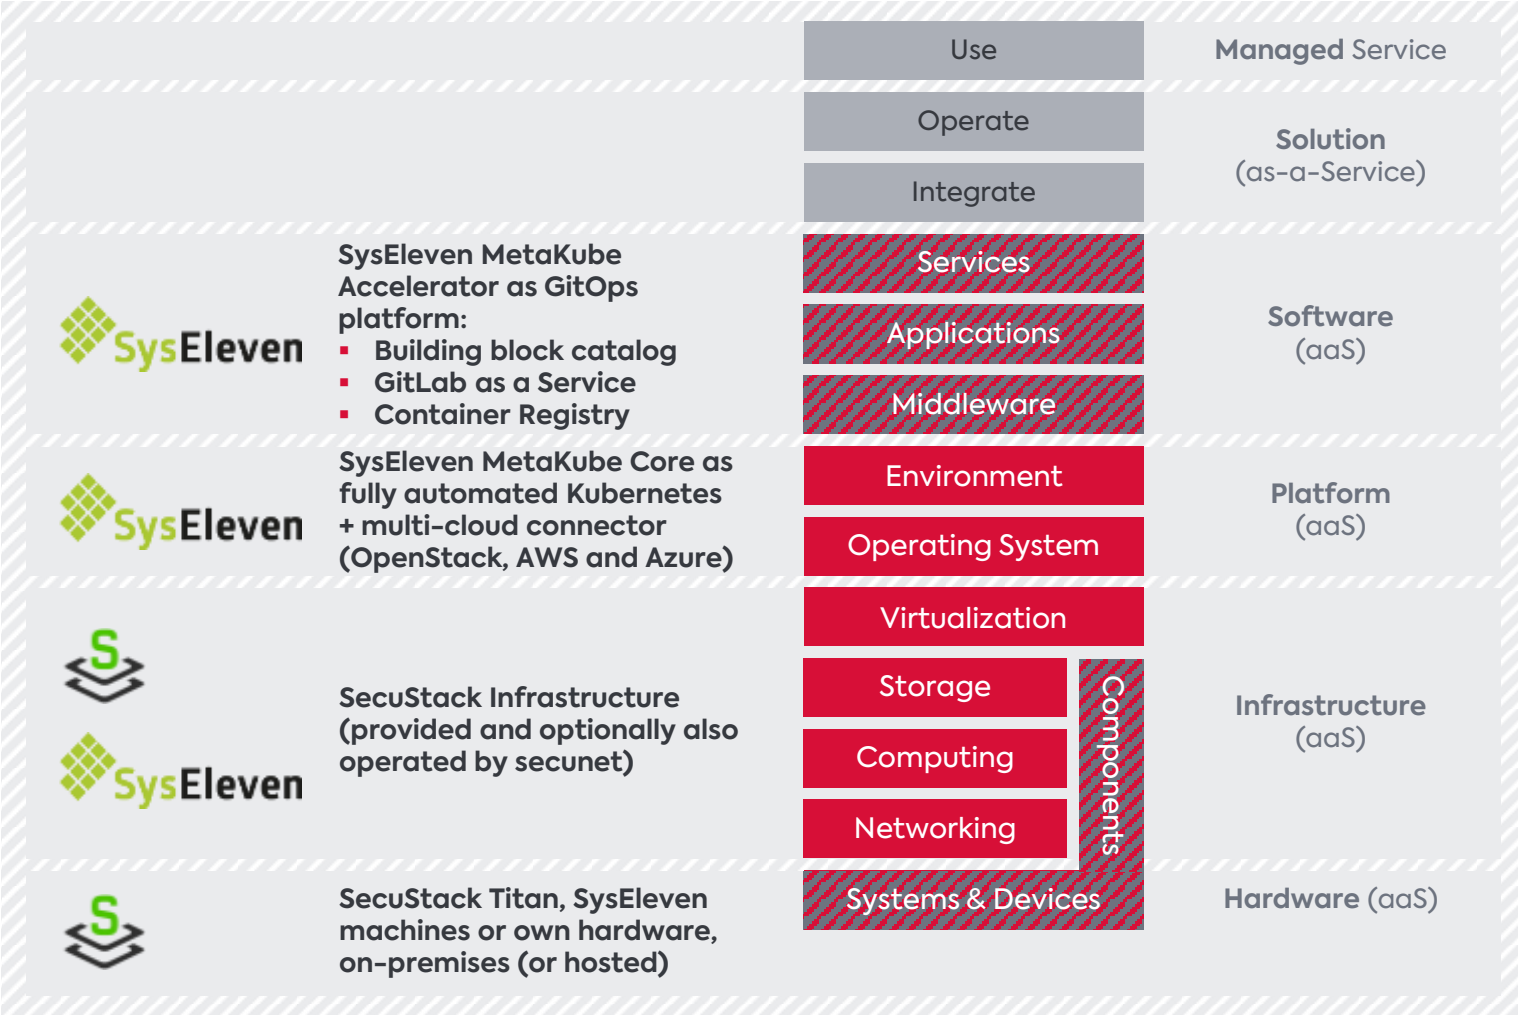 Use
Managed Service
Operate
Integrate
Solution
(as-a-Service)
SysEleven
SysEleven MetaKube
Accelerator as GitOps
platform:
▪ Building block catalog
▪ GitLab as a Service
▪ Container Registry
Services
Applications
Middleware
Software
(aaS)
SysEleven
SysEleven MetaKube Core as
fully automated Kubernetes
+ multi-cloud connector
(OpenStack, AWS and Azure)
Environment
Operating System
Platform
(aaS)
S
SysEleven
SecuStack Infrastructure
(provided and optionally also
operated by secunet)
Virtualization
Storage
Computing
Networking
Components
Infrastructure
(aaS)
S
SecuStack Titan, SysEleven
machines or own hardware,
on-premises (or hosted)
Systems & Devices
Hardware (aaS)